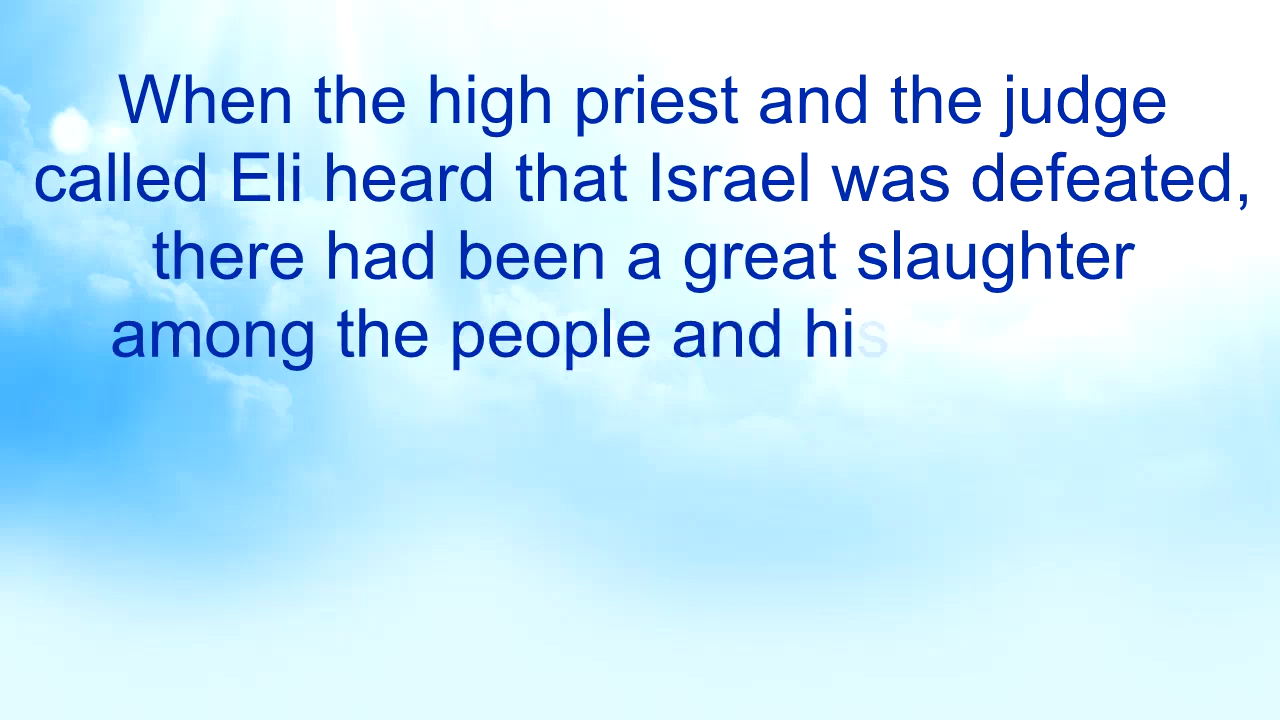 When the high priest and the judge
called Eli heard that Israel was defeated,
there had been a great slaughter
among the people and his